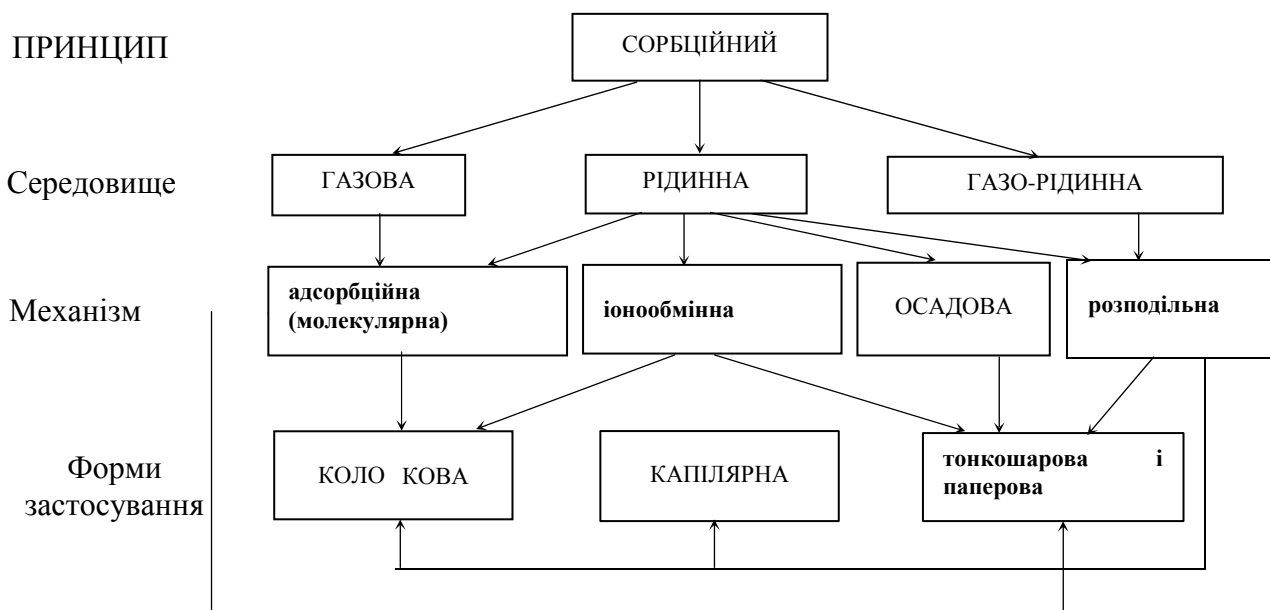 ПРИНЦИП
СОРБЦІЙНИЙ
Середовище
ГАЗОВА
РІДИННА
ГАЗО-РІДИННА
Механізм
адсорбційна
(молекулярна)
іонообмінна
ОСАДОВА
розподільна
Форми
застосування
КОЛО КОВА
КАПІЛЯРНА
тонкошарова і
паперова